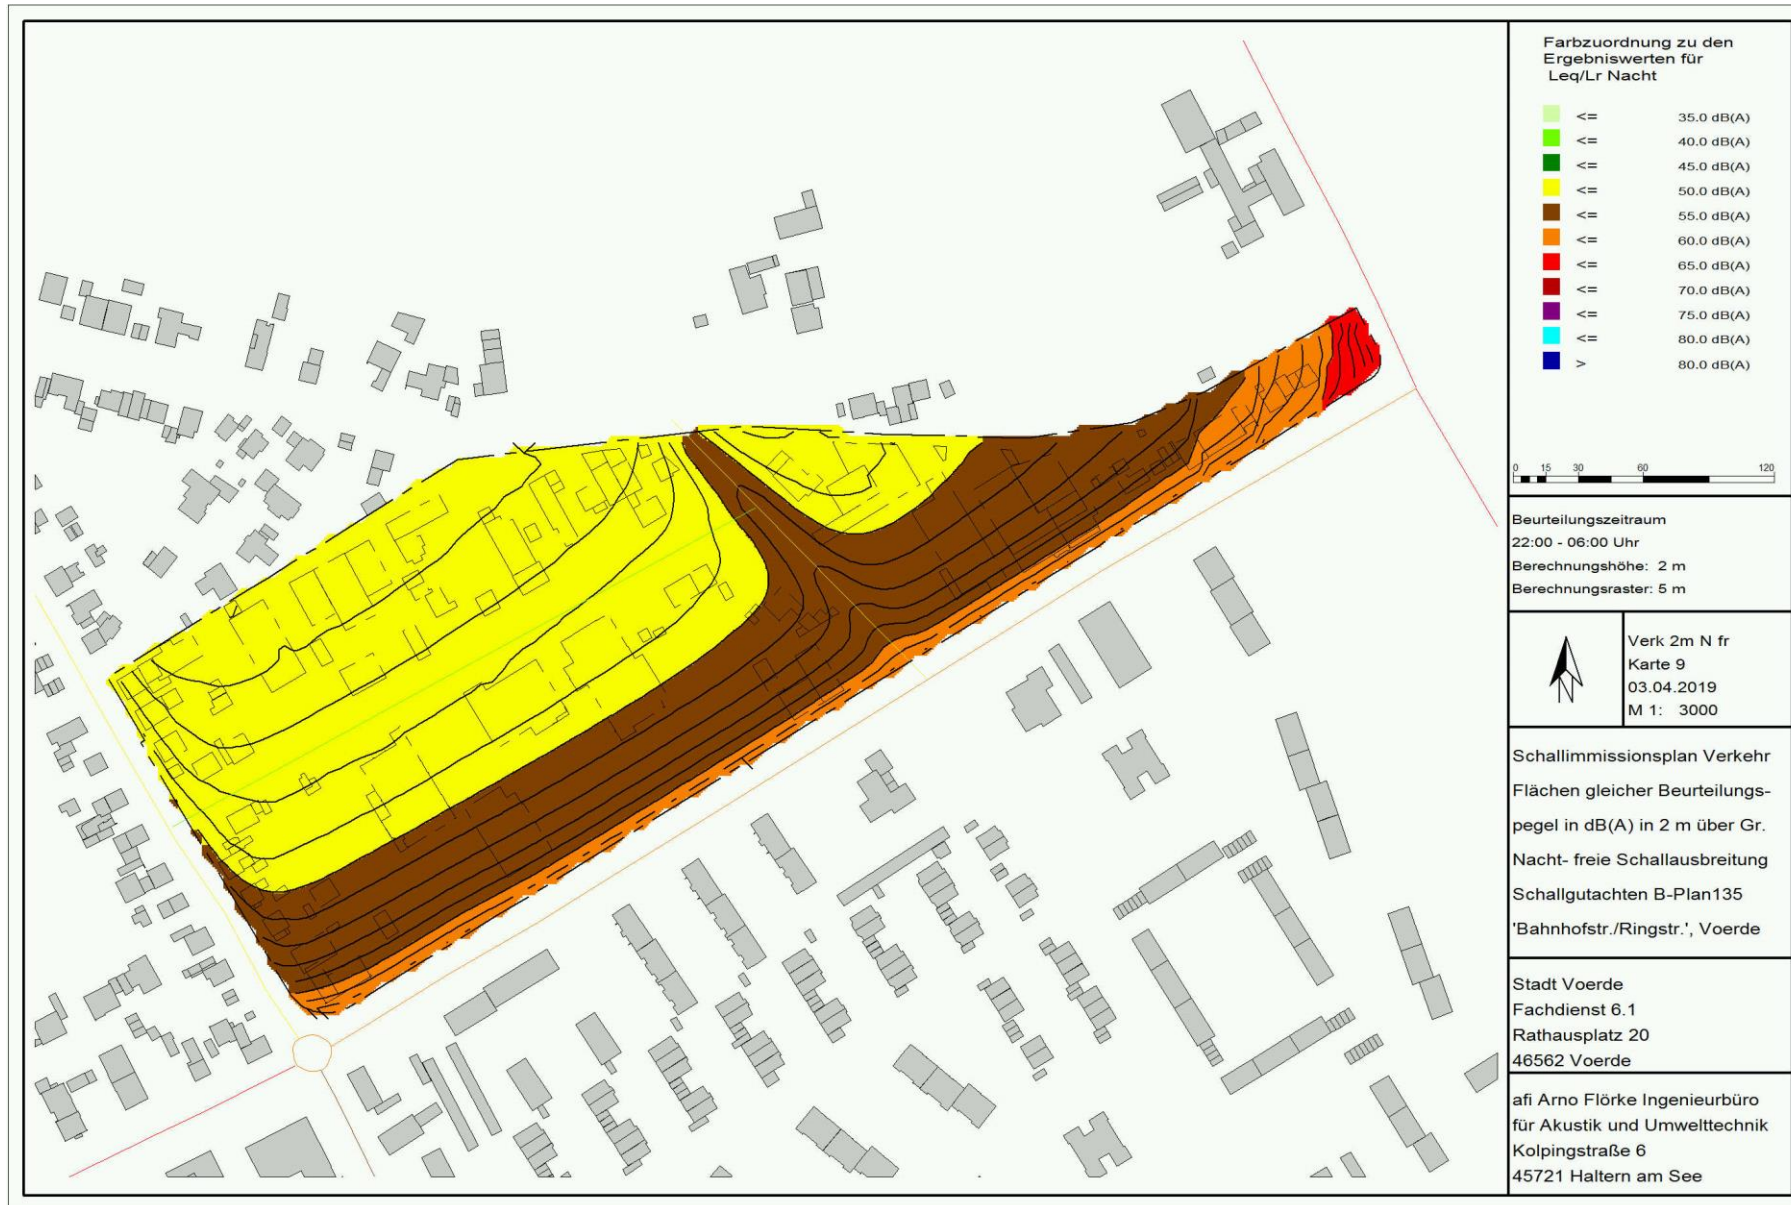 Farbzuordnung zu den
Ergebniswerten für
Leq/Lr Nacht
<= 35.0 dB(A)
<= 40.0 dB(A)
<= 45.0 dB(A)
<= 50.0 dB(A)
<= 55.0 dB(A)
<= 60.0 dB(A)
<= 65.0 dB(A)
<= 70.0 dB(A)
<= 75.0 dB(A)
<= 80.0 dB(A)
> 80.0 dB(A)
0 15 30 60 120
Beurteilungszeitraum
22:00 - 06:00 Uhr
Berechnungshöhe: 2 m
Berechnungsraster: 5 m
Verk 2m N fr
Karte 9
03.04.2019
M 1: 3000
Schallimmissionsplan Verkehr
Flächen gleicher Beurteilungs-
pegel in dB(A) in 2 m über Gr.
Nacht- freie Schallausbreitung
Schallgutachten B-Plan135
'Bahnhofstr./Ringstr.', Voerde
Stadt Voerde
Fachdienst 6.1
Rathausplatz 20
46562 Voerde
afi Arno Flörke Ingenieurbüro
für Akustik und Umwelttechnik
Kolpingstraße 6
45721 Haltern am See